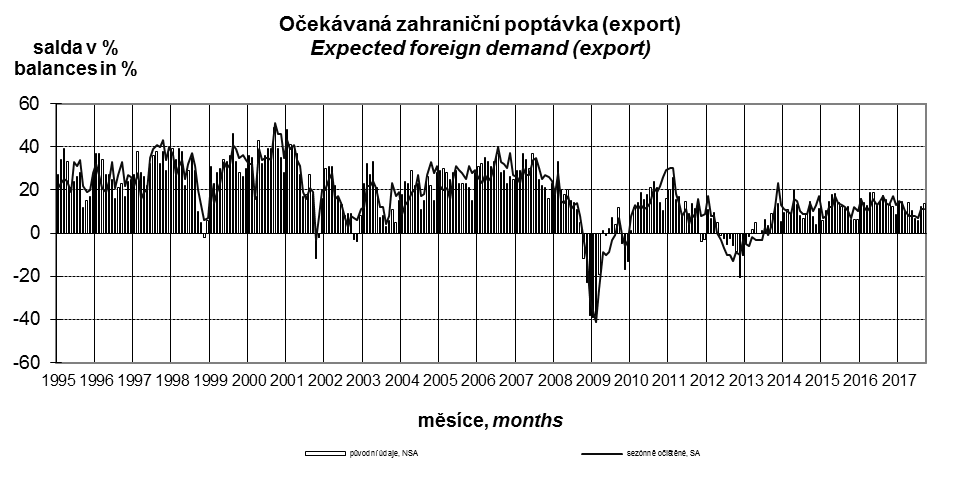 Očekávaná zahraniční poptávka (export)
Expected foreign demand (export)
salda v %
balances in %
60
40
20
0
-20
-40
-60
1995 1996 1997 1998 1999 2000 2001 2002 2003 2004 2005 2006 2007 2008 2009 2010 2011 2012 2013 2014 2015 2016 2017
měsíce, months
původní údaje, NSA
sezónně očištěné, SA